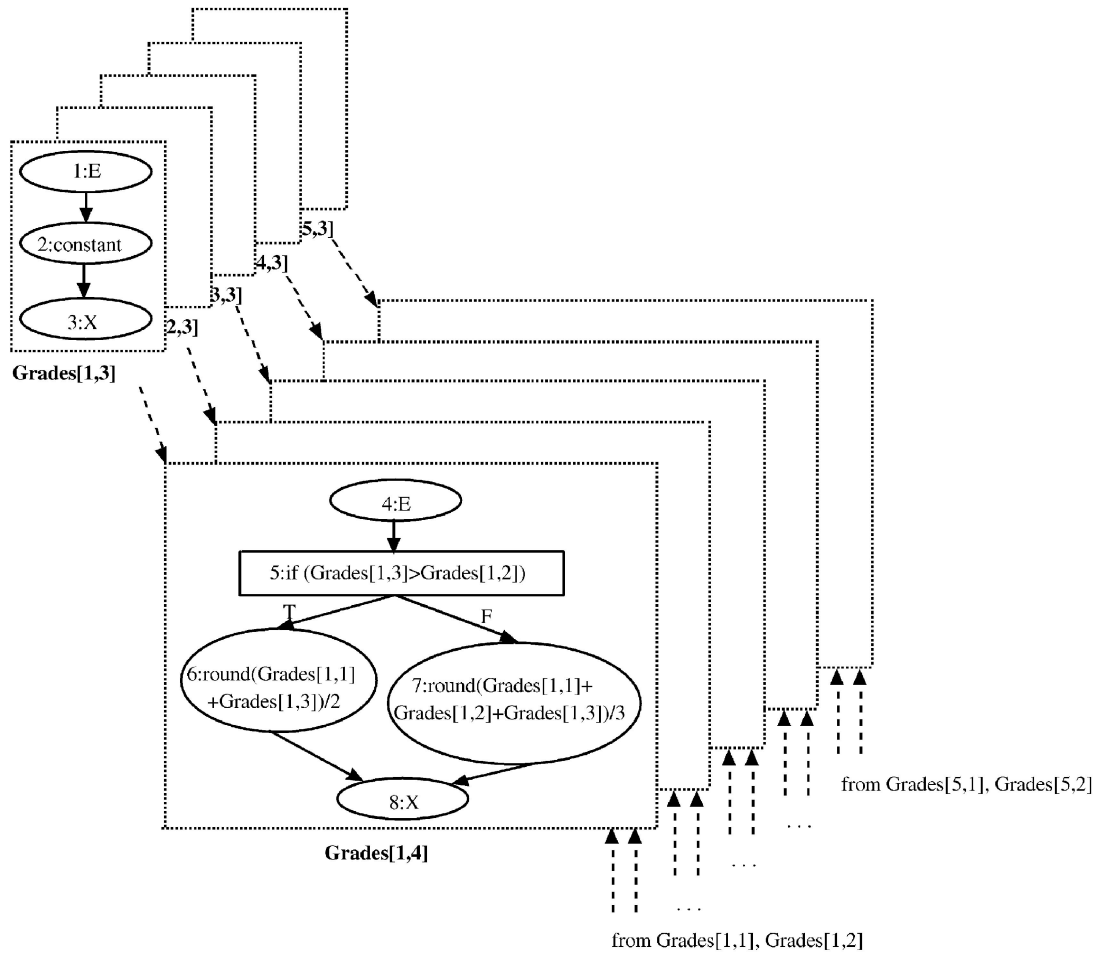 1:E
2:constant
3:X
Grades[1,3]
2,3]
3,3]
4,3]
5,3]
4:E
5:if (Grades[1,3]>Grades[1,2])
T
F
6:round(Grades[1,1]
+Grades[1,3])/2
7:round(Grades[1,1]+
Grades[1,2]+Grades[1,3])/3
8:X
Grades[1,4]
from Grades[5,1], Grades[5,2]
. . .
. . .
. . .
from Grades[1,1], Grades[1,2]